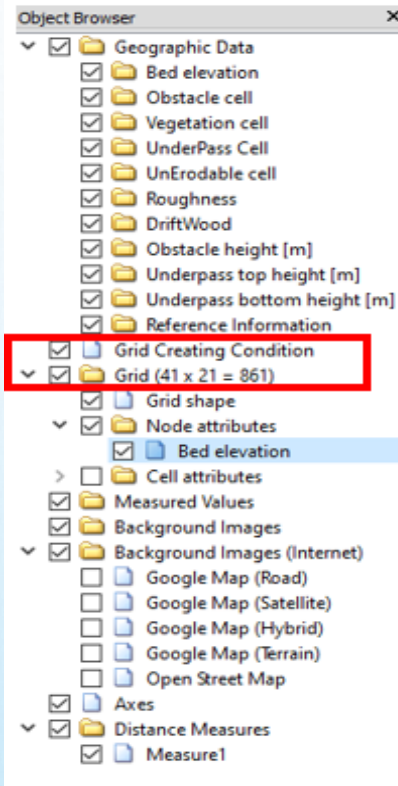 Object Browser
Geographic Data
Bed elevation
Obstacle cell
Vegetation cell
UnderPass Cell
UnErodable cell
Roughness
DriftWood
Obstacle height [m]
Underpass top height [m]
Underpass bottom height [m]
Reference Information
Grid Creating Condition
Grid (41 x 21 = 861)
Grid shape
Node attributes
Bed elevation
Cell attributes
Measured Values
Background Images
Background Images (Internet)
Google Map (Road)
Google Map (Satellite)
Google Map (Hybrid)
Google Map (Terrain)
Open Street Map
Axes
Distance Measures
Measure1